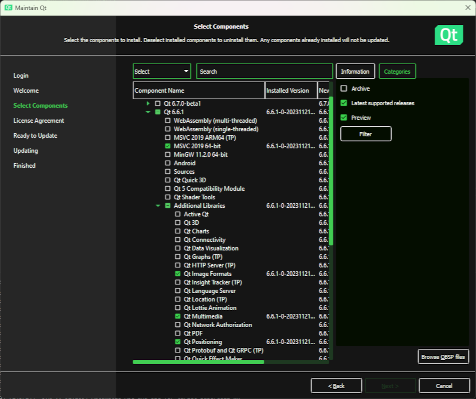 Maintain Qt
Select Components
Select the components to install. Deselect installed components to uninstall them. Any components already installed will not be updated.
Qt
Login
Welcome
Select Components
License Agreement
Ready to Update
Updating
Finished
Select
Search
Information
Categories
Component Name
Installed Version
New
Qt 6.7.0-beta1
6.7.
Qt 6.6.1
6.6.1-0-20231121...
6.6.
WebAssembly (multi-threaded)
6.6.
WebAssembly (single-threaded)
6.6.
MSVC 2019 ARM64 (TP)
6.6.
MSVC 2019 64-bit
6.6.1-0-20231121...
6.6.
MinGW 11.2.0 64-bit
6.6.
Android
6.6.
Sources
6.6.
Qt Quick 3D
6.6.
Qt 5 Compatibility Module
6.6.
Qt Shader Tools
6.6.
Additional Libraries
6.6.1-0-20231121...
6.6.
Active Qt
6.6.
Qt 3D
6.6.
Qt Charts
6.6.
Qt Connectivity
6.6.
Qt Data Visualization
6.6.
Qt Graphs (TP)
6.6.
Qt HTTP Server (TP)
6.6.
Qt Image Formats
6.6.1-0-20231121...
6.6.
Qt Insight Tracker (TP)
6.6.
Qt Language Server
6.6.
Qt Location (TP)
6.6.
Qt Lottie Animation
6.6.
Qt Multimedia
6.6.1-0-20231121...
6.6.
Qt Network Authorization
6.6.
Qt PDF
6.6.
Qt Positioning
6.6.1-0-20231121...
6.6.
Qt Protobuf and Qt GRPC (TP)
6.6.
Qt Quick Effect Maker
6.6.
Archive
Latest supported releases
Preview
Filter
Browse QBSP files
< Back
Next >
Cancel